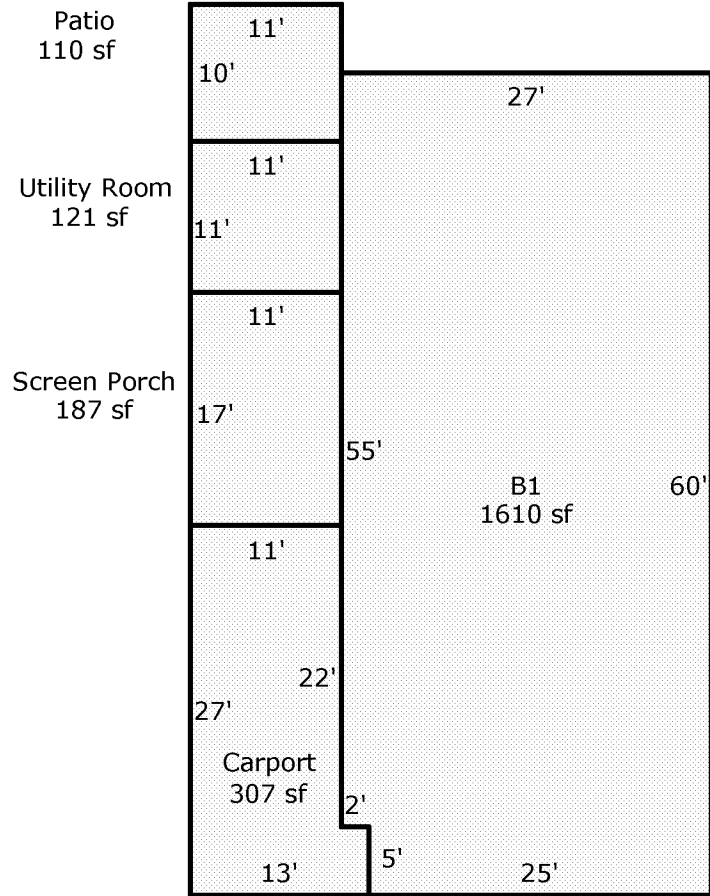 Patio
110 sf
11'
10'
27'
Utility Room
121 sf
11'
11'
Screen Porch
187 sf
11'
17'
55'
B1
1610 sf
60'
11'
22'
27'
Carport
307 sf
2'
5'
13'
25'